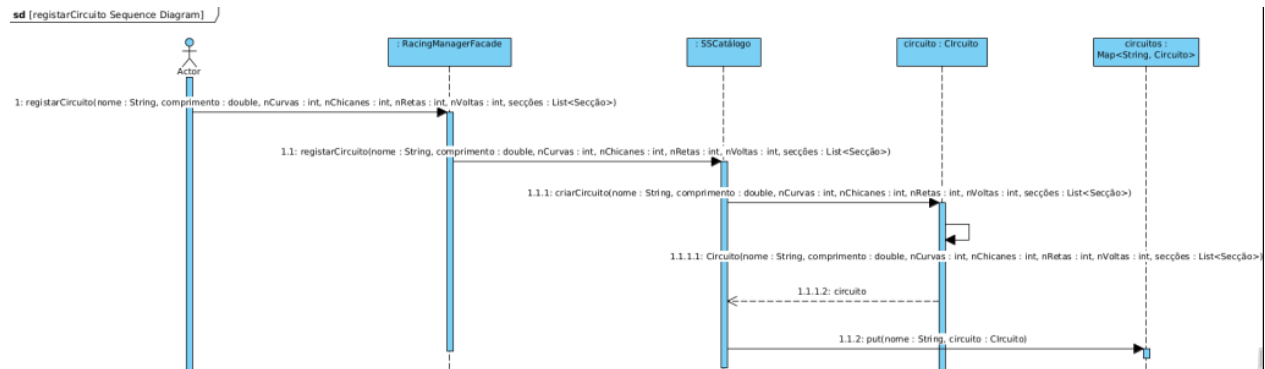 sd [registarCircuito Sequence Diagram]
: RacingManagerFacade
: SSCatálogo
circuito : CIrcuito
circuitos :
Map<String, Circuito>
Actor
1: registarCircuito(nome : String, comprimento : double, nCurvas : int, nChicanes : int, nRetas : int, nVoltas : int, secções : List<Secção>)
1.1: registarCircuito(nome : String, comprimento : double, nCurvas : int, nChicanes : int, nRetas : int, nVoltas : int, secções : List<Secção>)
1.1.1: criarCircuito(nome : String, comprimento : double, nCurvas : int, nChicanes : int, nRetas : int, nVoltas : int, secções : List<Secção>)
1.1.1.1: Circuito(nome : String, comprimento : double, nCurvas : int, nChicanes : int, nRetas : int, nVoltas : int, secções : List<Secção>)
1.1.1.2: circuito
1.1.2: put(nome : String, circuito : CIrcuito)